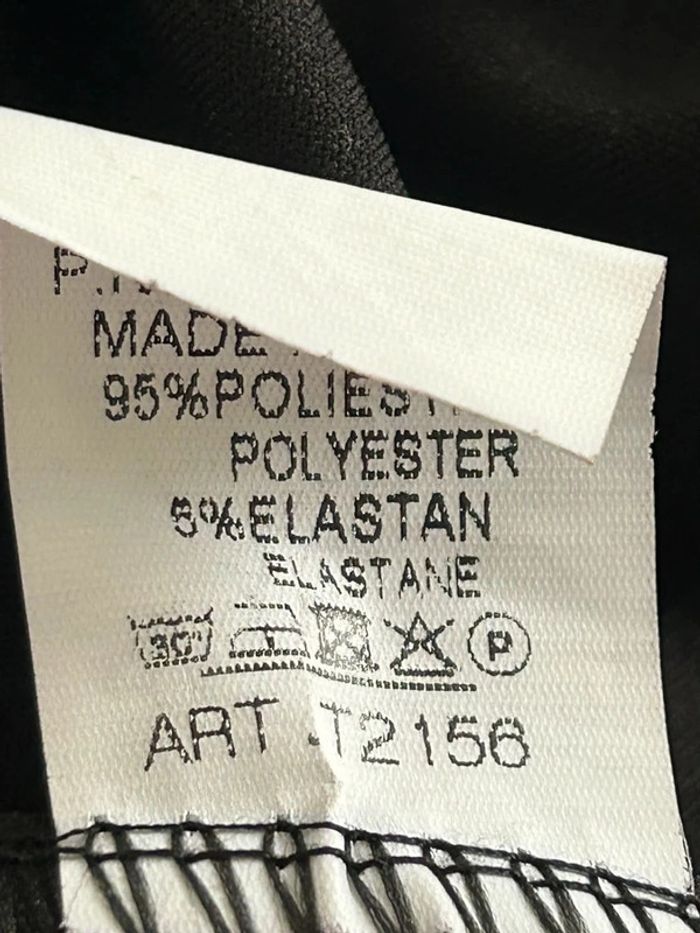 MADE
95%POLIEST
POLYESTER
5%ELASTAN
ELASTANE
30°
P
ART T2156